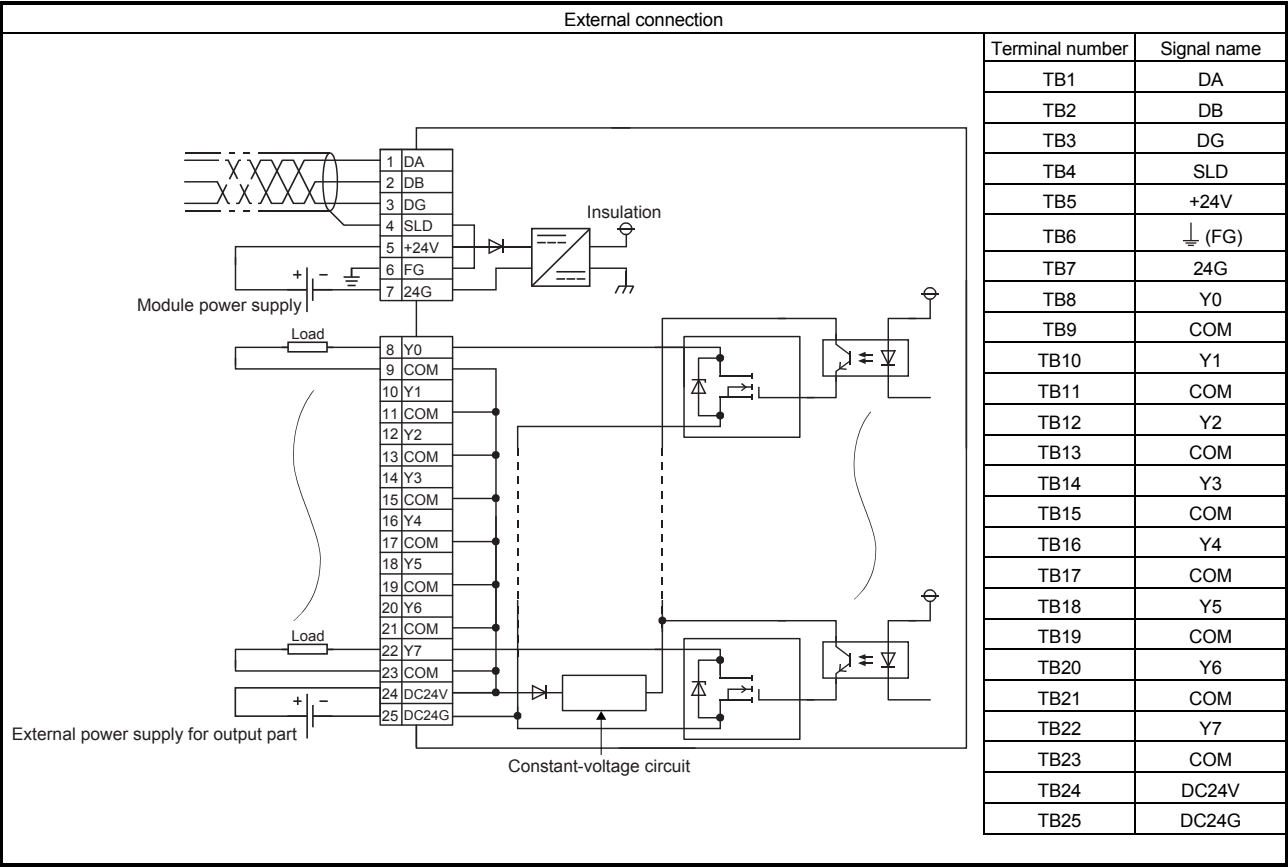 External connection
Terminal number Signal name
TB1 DA
TB2 DB
TB3 DG
TB4 SLD
TB5 +24V
TB6 ⏚ (FG)
TB7 24G
TB8 Y0
TB9 COM
TB10 Y1
TB11 COM
TB12 Y2
TB13 COM
TB14 Y3
TB15 COM
TB16 Y4
TB17 COM
TB18 Y5
TB19 COM
TB20 Y6
TB21 COM
TB22 Y7
TB23 COM
TB24 DC24V
TB25 DC24G
1 DA
2 DB
3 DG
4 SLD
5 +24V
6 FG
7 24G
Insulation
+ −
Module power supply
Load
8 Y0
9 COM
10 Y1
11 COM
12 Y2
13 COM
14 Y3
15 COM
16 Y4
17 COM
18 Y5
19 COM
20 Y6
21 COM
Load
22 Y7
23 COM
24 DC24V
25 DC24G
+ −
External power supply for output part
Constant-voltage circuit